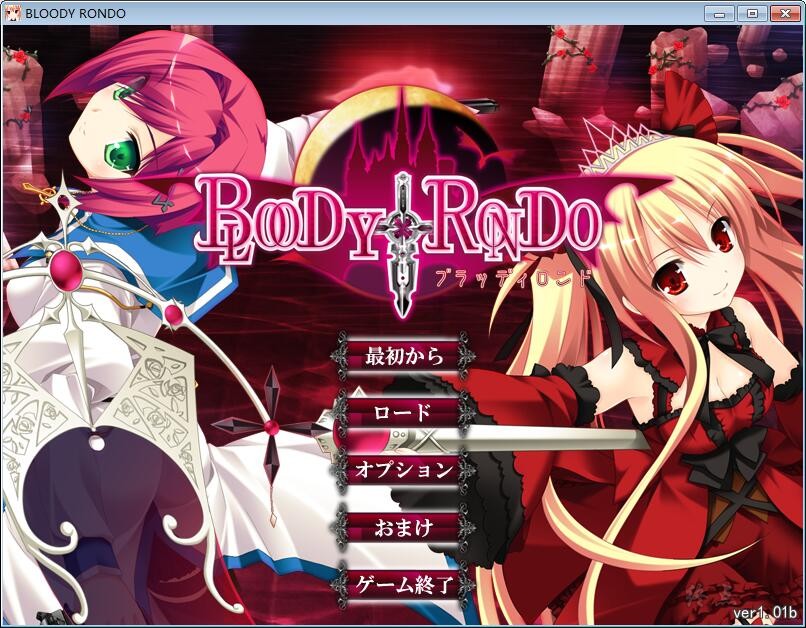 BLOODY RONDO
BLOODY RONDO
ブラッディロンド
最初から
ロード
オプション
おまけ
ゲーム終了
ver1.01b